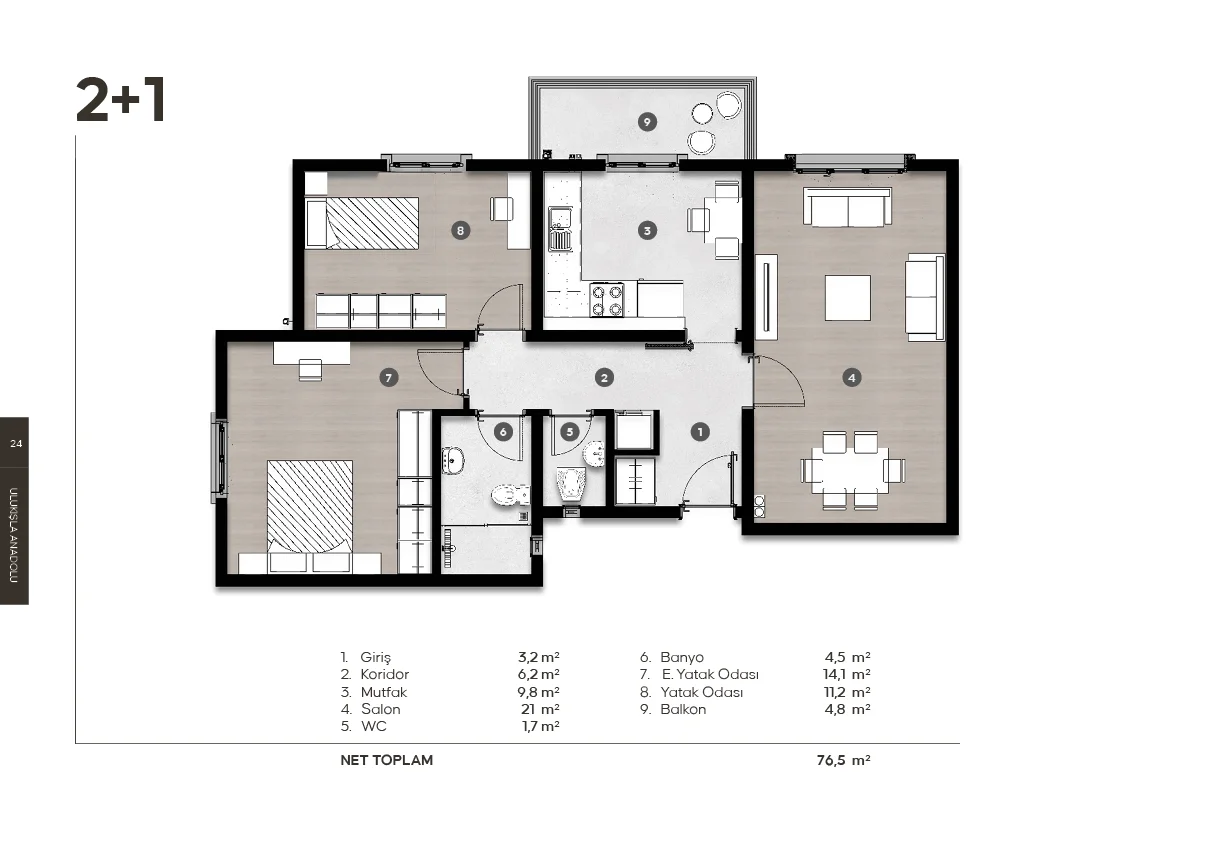 2+1
9
8
3
7
2
4
6
5
1
24
ULUKIŞLA ANADOLU
1. Giriş 3,2 m²
2. Koridor 6,2 m²
3. Mutfak 9,8 m²
4. Salon 21 m²
5. WC 1,7 m²
6. Banyo 4,5 m²
7. E. Yatak Odası 14,1 m²
8. Yatak Odası 11,2 m²
9. Balkon 4,8 m²
NET TOPLAM 76,5 m²